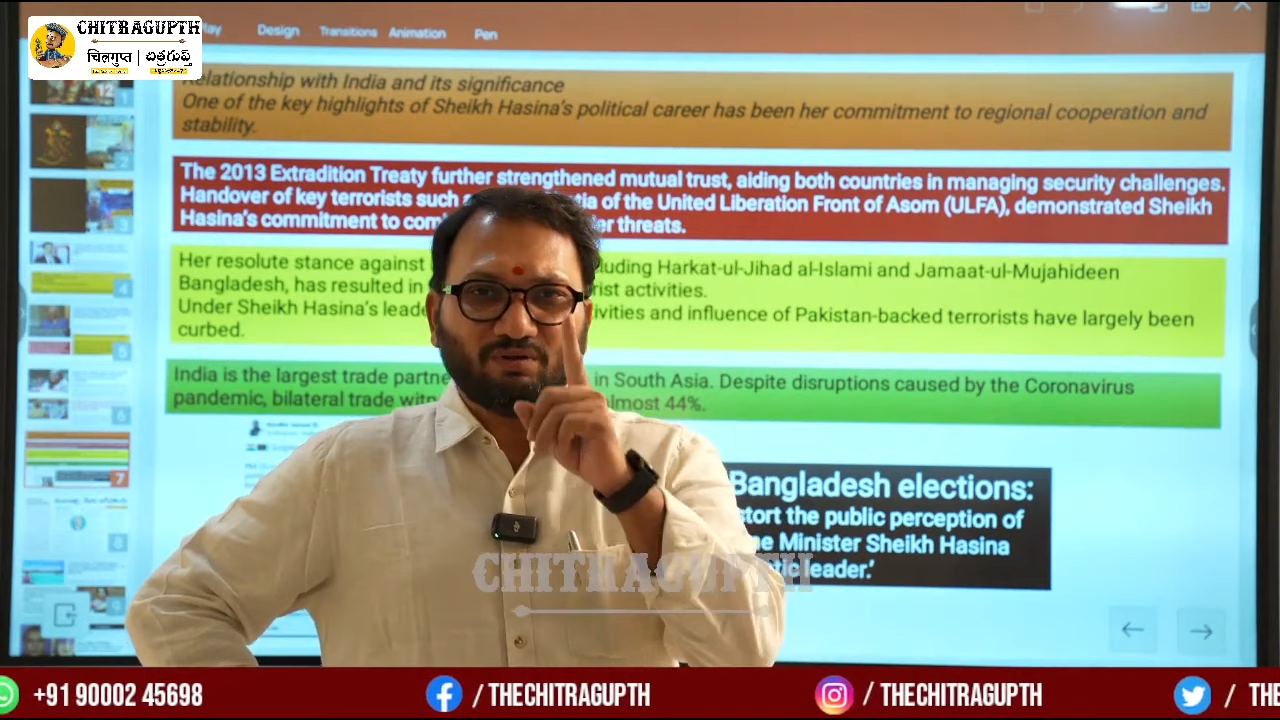 CHITRAGUPTH
चित्रगुप्त | చిత్రగుప్త్
Design Transitions Animation Pen
Relationship with India and its significance
One of the key highlights of Sheikh Hasina's political career has been her commitment to regional cooperation and
stability.
The 2013 Extradition Treaty further strengthened mutual trust, aiding both countries in managing security challenges.
Handover of key terrorists such of the United Liberation Front of Asom (ULFA), demonstrated Sheikh
Hasina's commitment to threats.
Her resolute stance against Harkat-ul-Jihad al-Islami and Jamaat-ul-Mujahideen
Bangladesh, has resulted in activities.
Under Sheikh Hasina's and influence of Pakistan-backed terrorists have largely been
curbed.
India is the largest trade in South Asia. Despite disruptions caused by the Coronavirus
pandemic, bilateral trade almost 44%.
Bangladesh elections:
the public perception of
Minister Sheikh Hasina
leader.'
CHITRAGUPTH
+91 90002 45698 / THECHITRAGUPTH / THECHITRAGUPTH /